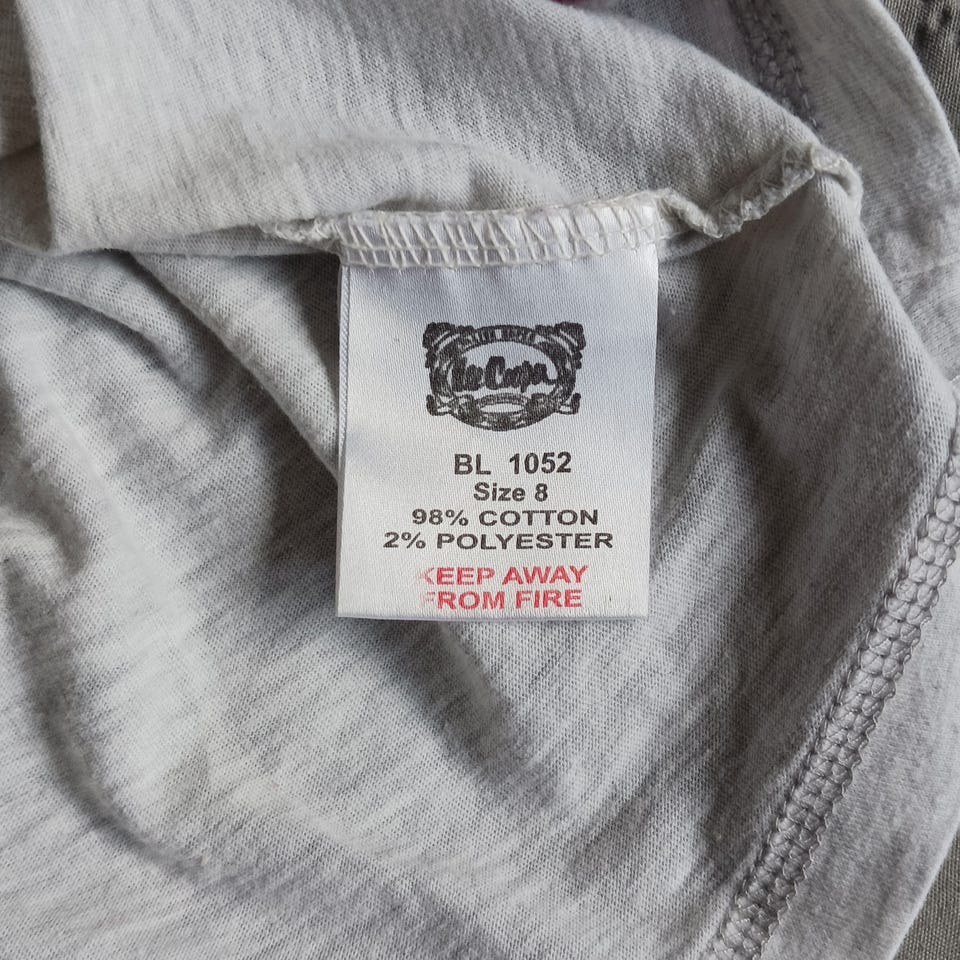 Lee Cooper
BL 1052
Size 8
98% COTTON
2% POLYESTER
KEEP AWAY
FROM FIRE